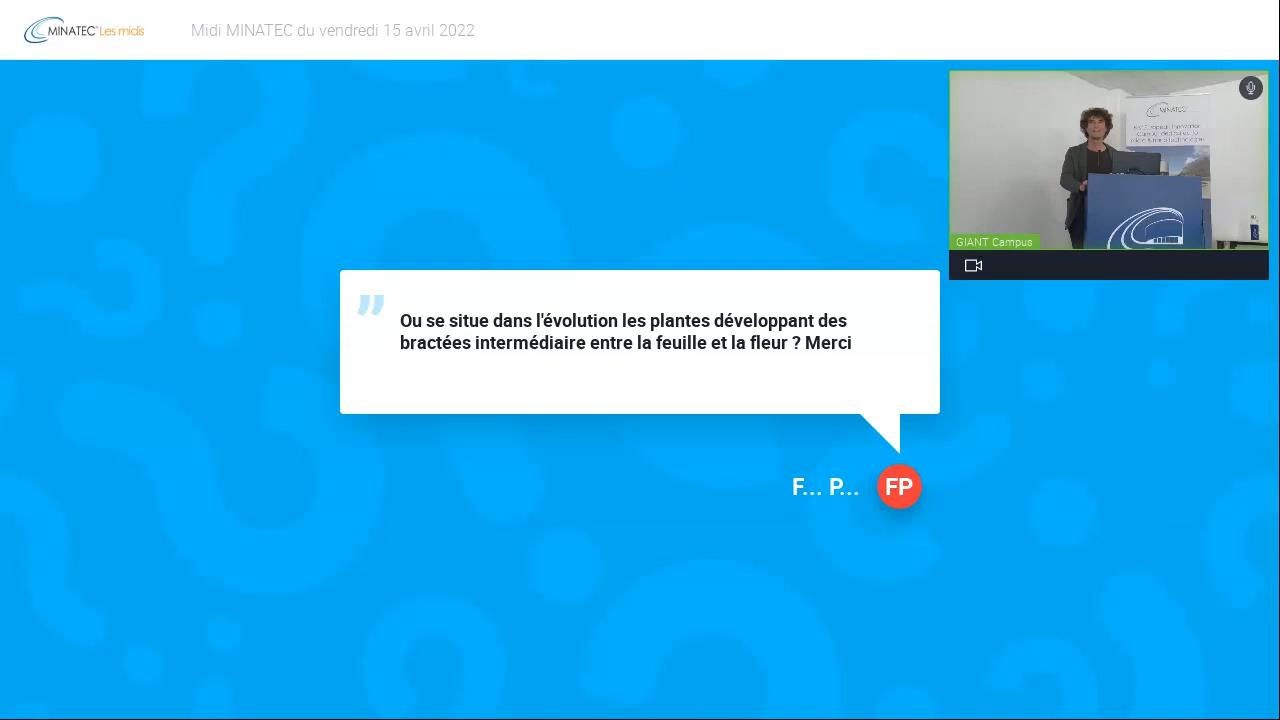 MINATEC Les midis
Midi MINATEC du vendredi 15 avril 2022
MINATEC
GIANT Campus
Ou se situe dans l'évolution les plantes développant des
bractées intermédiaire entre la feuille et la fleur ? Merci
F... P...
FP